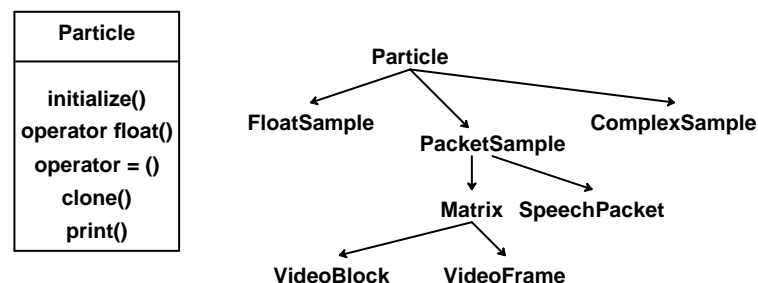 Particle
initialize()
operator float()
operator = ()
clone()
print()
Particle
FloatSample
ComplexSample
PacketSample
Matrix
SpeechPacket
VideoBlock
VideoFrame